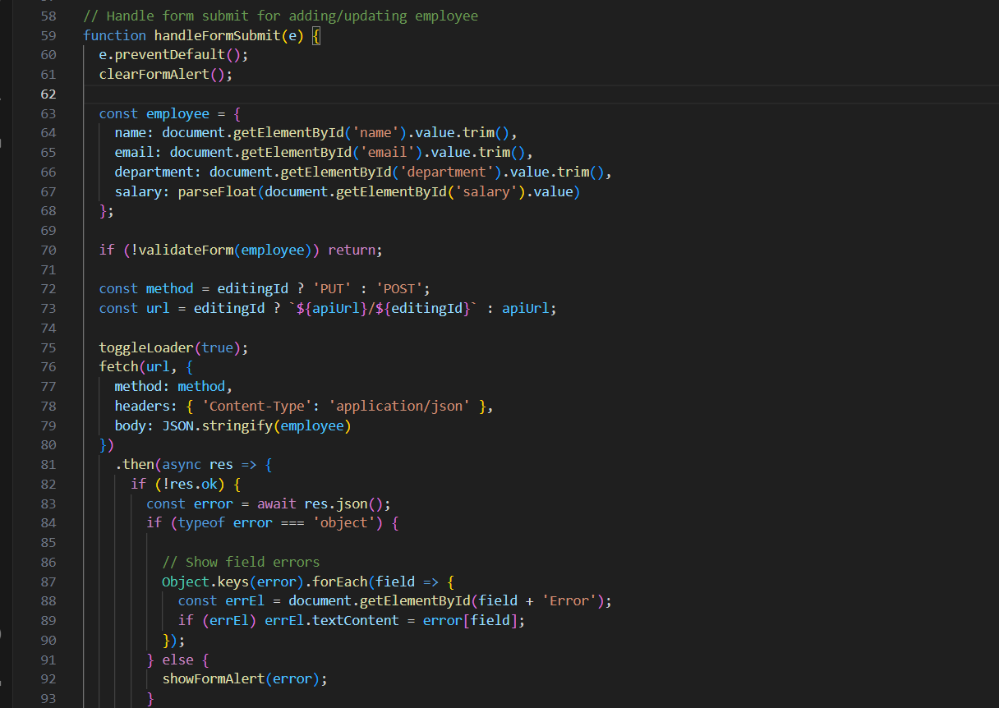 58 // Handle form submit for adding/updating employee
59 function handleFormSubmit(e) {
60   e.preventDefault();
61   clearFormAlert();
62
63   const employee = {
64     name: document.getElementById('name').value.trim(),
65     email: document.getElementById('email').value.trim(),
66     department: document.getElementById('department').value.trim(),
67     salary: parseFloat(document.getElementById('salary').value)
68   };
69
70   if (!validateForm(employee)) return;
71
72   const method = editingId ? 'PUT' : 'POST';
73   const url = editingId ? `${apiUrl}/${editingId}` : apiUrl;
74
75   toggleLoader(true);
76   fetch(url, {
77     method: method,
78     headers: { 'Content-Type': 'application/json' },
79     body: JSON.stringify(employee)
80   })
81     .then(async res => {
82       if (!res.ok) {
83         const error = await res.json();
84         if (typeof error === 'object') {
85
86           // Show field errors
87           Object.keys(error).forEach(field => {
88             const errEl = document.getElementById(field + 'Error');
89             if (errEl) errEl.textContent = error[field];
90           });
91         } else {
92           showFormAlert(error);
93         }